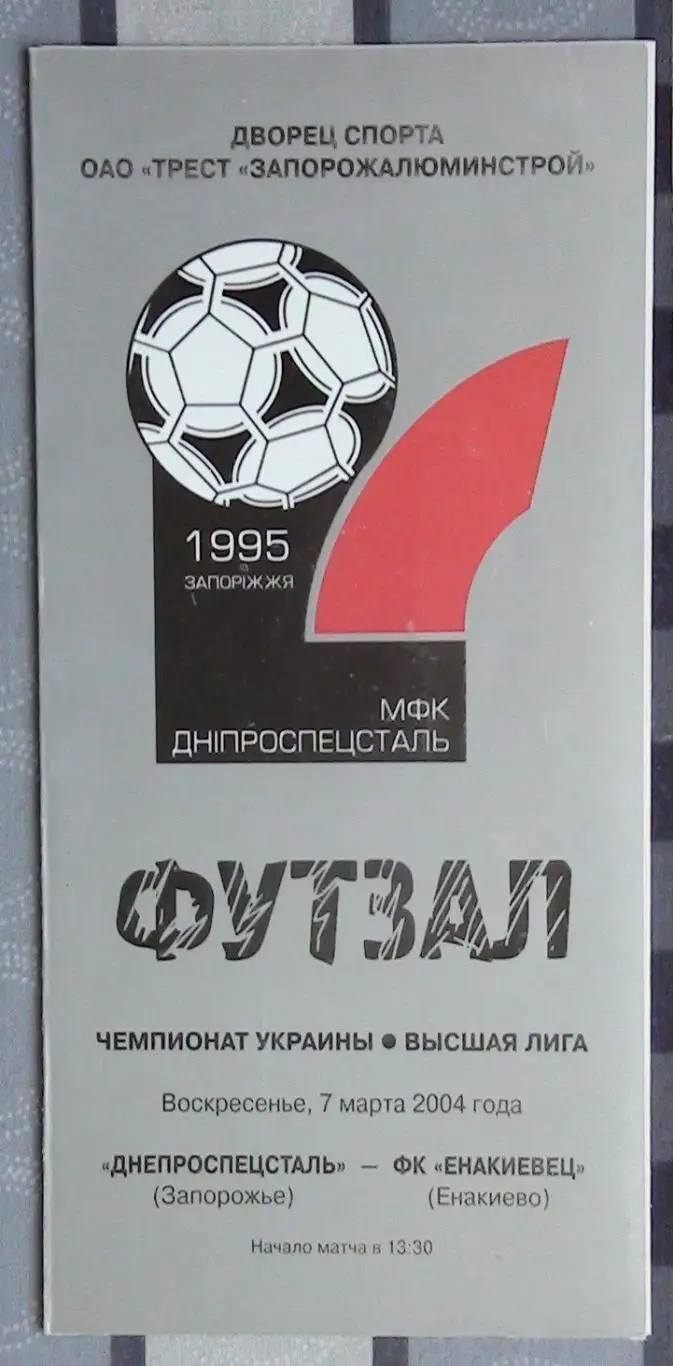 ДВОРЕЦ СПОРТА
ОАО «ТРЕСТ «ЗАПОРОЖАЛЮМИНСТРОЙ»
1995
ЗАПОРІЖЖЯ
МФК
ДНІПРОСПЕЦСТАЛЬ
ФУТЗАЛ
ЧЕМПИОНАТ УКРАИНЫ ● ВЫСШАЯ ЛИГА
Воскресенье, 7 марта 2004 года
«ДНЕПРОСПЕЦСТАЛЬ» — ФК «ЕНАКИЕВЕЦ»
(Запорожье) (Енакиево)
Начало матча в 13:30